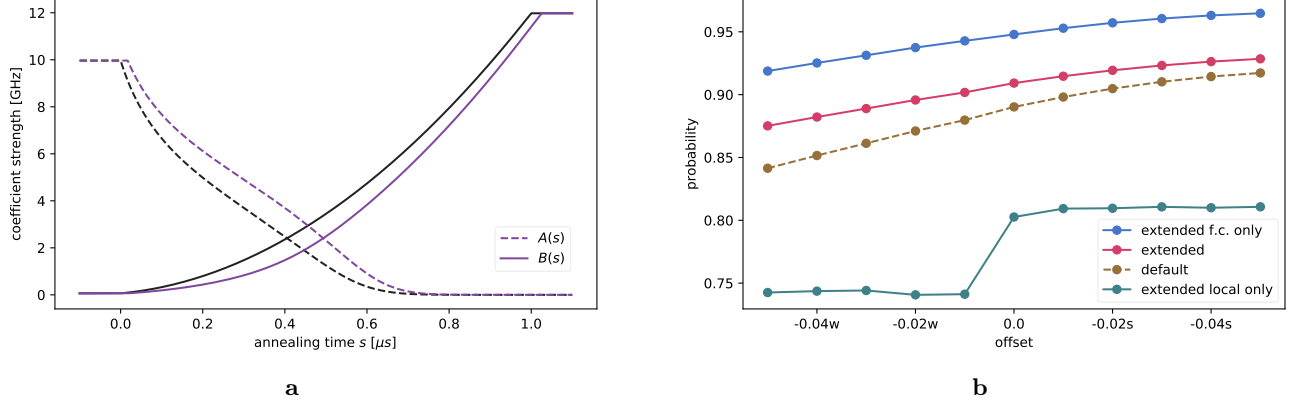 12
10
8
6
4
2
0
coefficient strength [GHz]
A(s)
B(s)
0.0 0.2 0.4 0.6 0.8 1.0
annealing time s [μs]
a
0.95
0.90
0.85
0.80
0.75
probability
extended f.c. only
extended
default
extended local only
-0.04w -0.02w 0.0 -0.02s -0.04s
offset
b